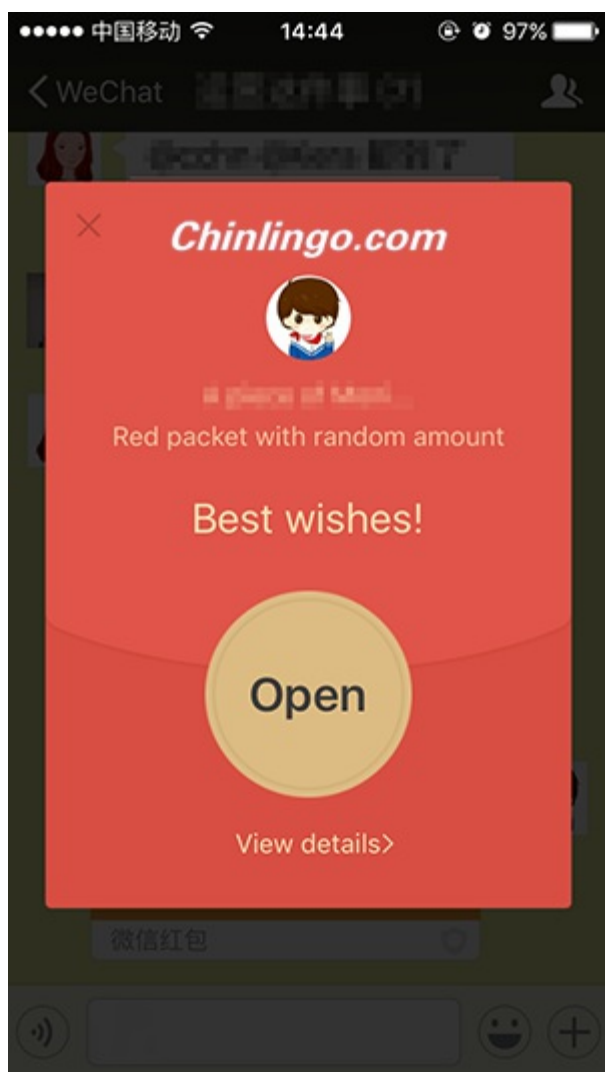 中国移动 14:44 97%
WeChat
Chinlingo.com
Red packet with random amount
Best wishes!
Open
View details>
微信红包